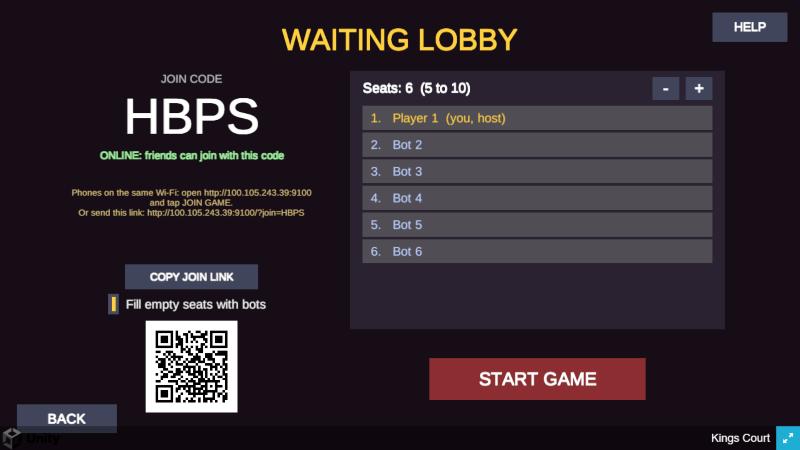 WAITING LOBBY
HELP
JOIN CODE
HBPS
ONLINE: friends can join with this code
Phones on the same Wi-Fi: open http://100.105.243.39:9100
and tap JOIN GAME.
Or send this link: http://100.105.243.39:9100/?join=HBPS
COPY JOIN LINK
Fill empty seats with bots
Seats: 6 (5 to 10)
- +
1. Player 1 (you, host)
2. Bot 2
3. Bot 3
4. Bot 4
5. Bot 5
6. Bot 6
START GAME
BACK
Unity
Kings Court